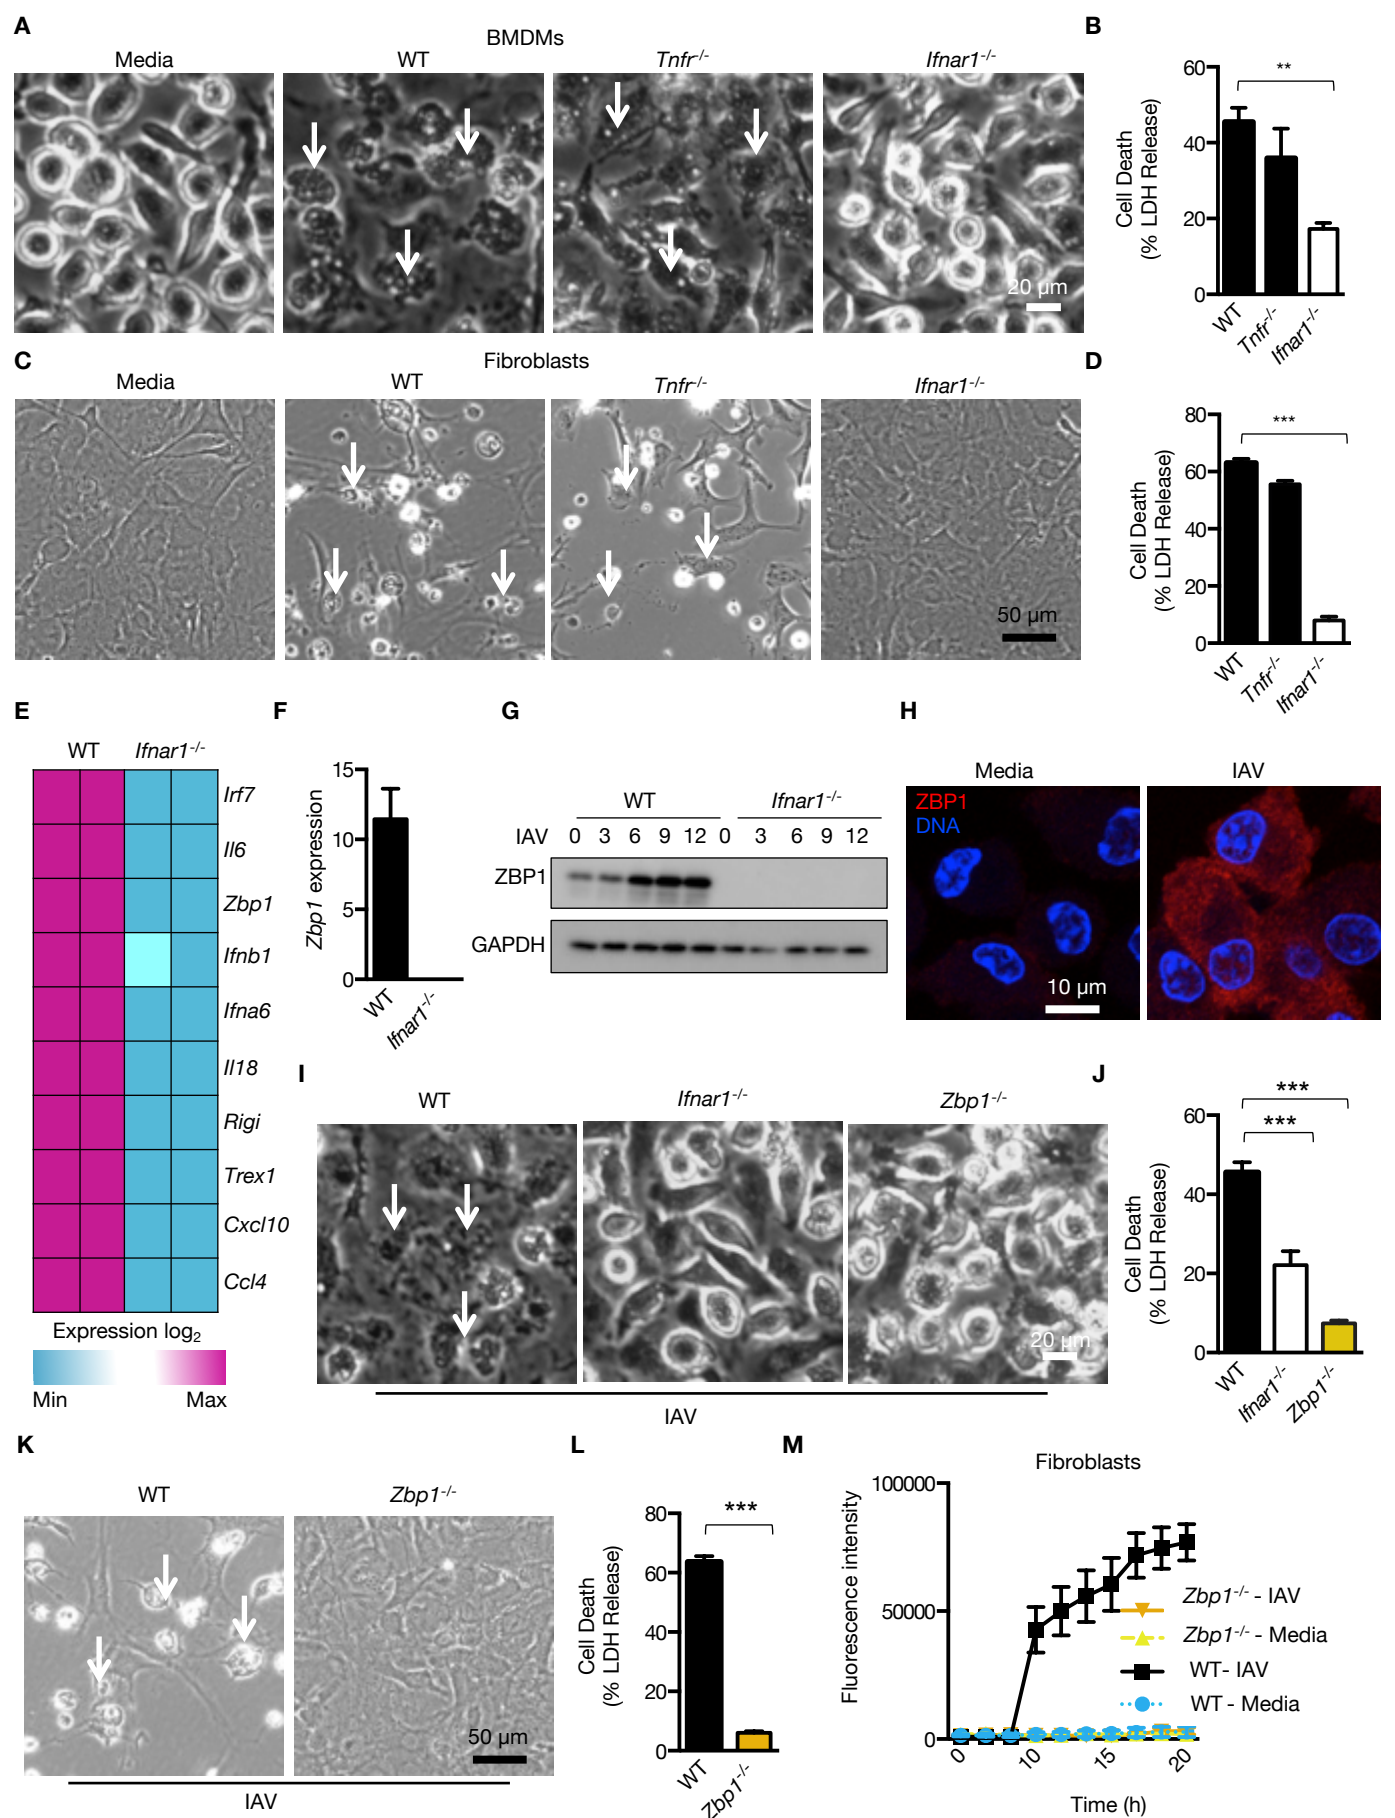 A
BMDMs
Media
WT
Tnfr-/-
Ifnar1-/-
20 µm
B
Cell Death
(% LDH Release)
60
40
20
0
**
WT
Tnfr-/-
Ifnar1-/-
C
Fibroblasts
Media
WT
Tnfr-/-
Ifnar1-/-
50 µm
D
Cell Death
(% LDH Release)
80
60
40
20
0
***
WT
Tnfr-/-
Ifnar1-/-
E
WT
Ifnar1-/-
Irf7
Il6
Zbp1
Ifnb1
Ifna6
Il18
Rigi
Trex1
Cxcl10
Ccl4
Expression log2
Min
Max
F
Zbp1 expression
15
10
5
0
WT
Ifnar1-/-
G
WT
Ifnar1-/-
IAV 0 3 6 9 12 0 3 6 9 12
ZBP1
GAPDH
H
Media
IAV
ZBP1
DNA
10 µm
I
WT
Ifnar1-/-
Zbp1-/-
20 µm
IAV
J
Cell Death
(% LDH Release)
60
40
20
0
***
***
WT
Ifnar1-/-
Zbp1-/-
K
WT
Zbp1-/-
50 µm
IAV
L
Cell Death
(% LDH Release)
80
60
40
20
0
***
WT
Zbp1-/-
M
Fibroblasts
Fluorescence intensity
100000
50000
0
Zbp1-/- - IAV
Zbp1-/- - Media
WT- IAV
WT - Media
0
10
15
20
Time (h)